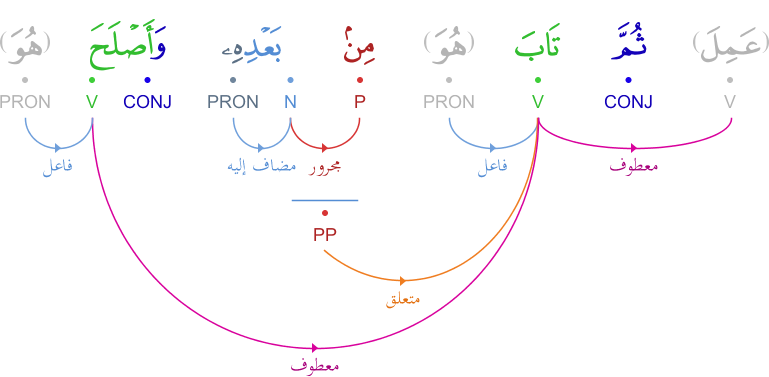 (عَمِلَ) ثُمَّ تَابَ (هُوَ) مِنۢ بَعْدِهِۦ وَأَصْلَحَ (هُوَ)
V CONJ V PRON P N PRON CONJ V PRON
معطوف فاعل مجرور مضاف إليه فاعل
PP
متعلق
معطوف